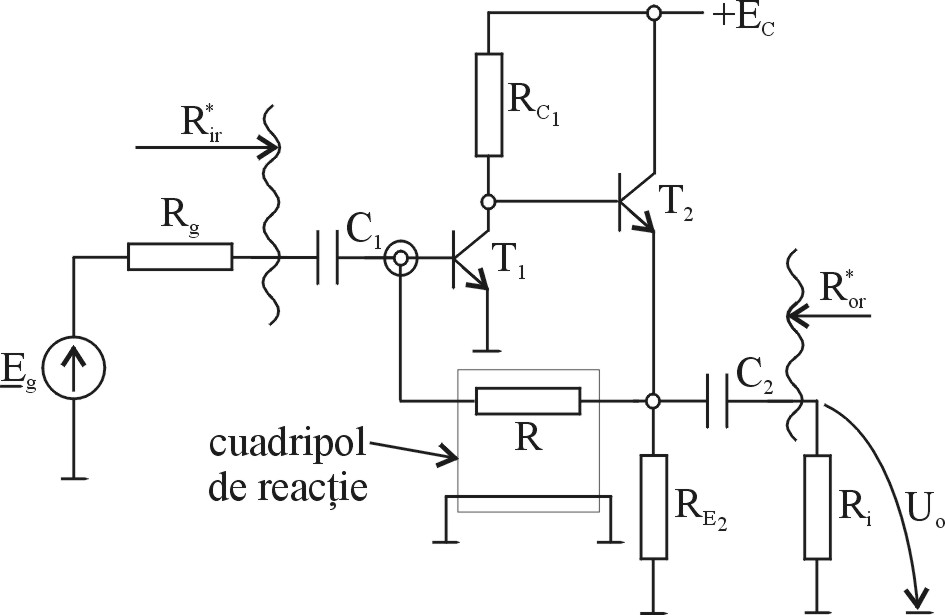 +E_C
R_C1
R*_ir
R_g
C_1
T_1
T_2
R*_or
E_g
C_2
cuadripol
de reacție
R
R_E2
R_i
U_o